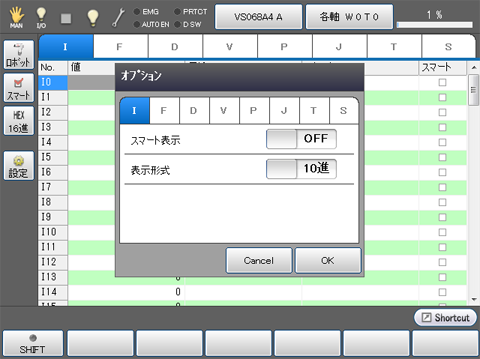 MAN
I/O
EMG
PRTCT
AUTO EN
D SW
VS068A4 A
各軸 W0T0
1 %
I F D V P J T S
ロボット
スマート
HEX
16進
設定
No. 値 スマート
I0
I1
I2
I3
I4
I5
I6
I7
I8
I9
I10
I11
I12
I13 0
I14 0
オプション
I F D V P J T S
スマート表示 OFF
表示形式 10進
Cancel OK
Shortcut
SHIFT